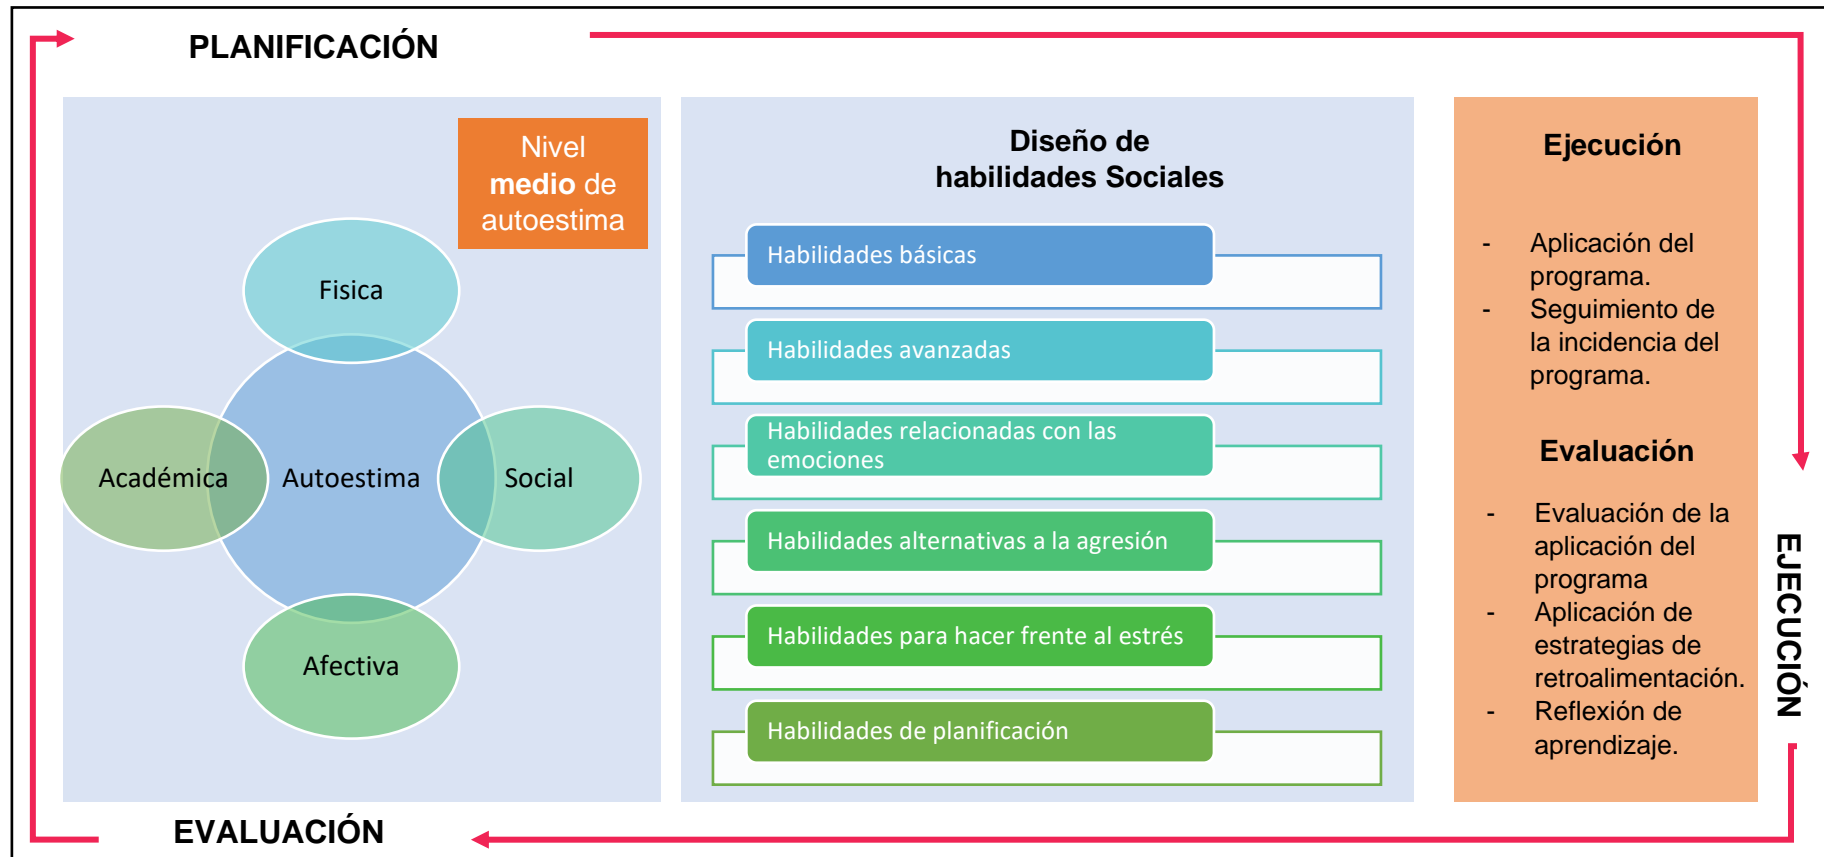 PLANIFICACIÓN
Nivel
medio de
autoestima
Fisica
Académica
Autoestima
Social
Afectiva
Diseño de
habilidades Sociales
Habilidades básicas
Habilidades avanzadas
Habilidades relacionadas con las
emociones
Habilidades alternativas a la agresión
Habilidades para hacer frente al estrés
Habilidades de planificación
Ejecución
- Aplicación del
programa.
- Seguimiento de
la incidencia del
programa.
Evaluación
- Evaluación de la
aplicación del
programa
- Aplicación de
estrategias de
retroalimentación.
- Reflexión de
aprendizaje.
EJECUCIÓN
EVALUACIÓN